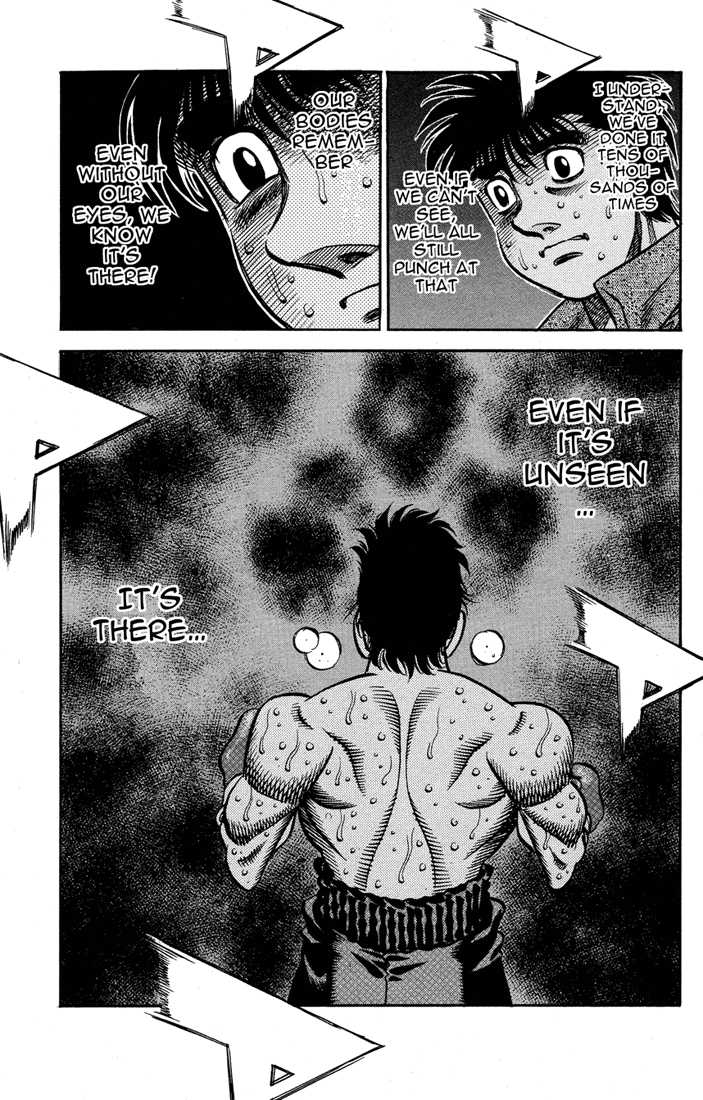 I UNDER-
STAND,
WE'VE
DONE IT
TENS OF
THOU-
SANDS OF
TIMES
EVEN IF
WE CAN'T
SEE,
WE'LL ALL
STILL
PUNCH AT
THAT
OUR
BODIES
REMEM-
BER
EVEN
WITHOUT
OUR
EYES, WE
KNOW
IT'S
THERE!
EVEN IF
IT'S
UNSEEN
...
IT'S
THERE...